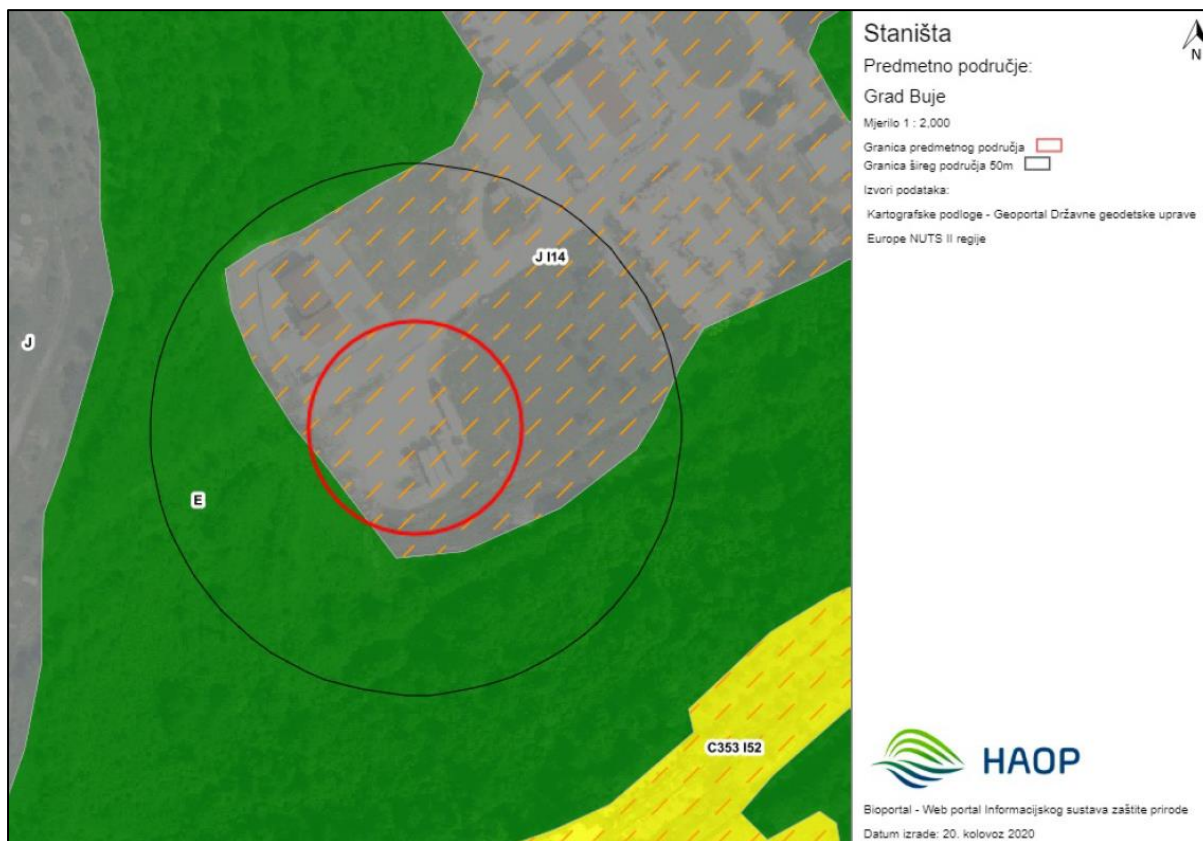 Staništa
N
Predmetno područje:
Grad Buje
Mjerilo 1 : 2,000
Granica predmetnog područja
Granica šireg područja 50m
Izvori podataka:
Kartografske podloge - Geoportal Državne geodetske uprave
Europe NUTS II regije
J I14
J
E
C353 I52
HAOP
Bioportal - Web portal Informacijskog sustava zaštite prirode
Datum izrade: 20. kolovoz 2020